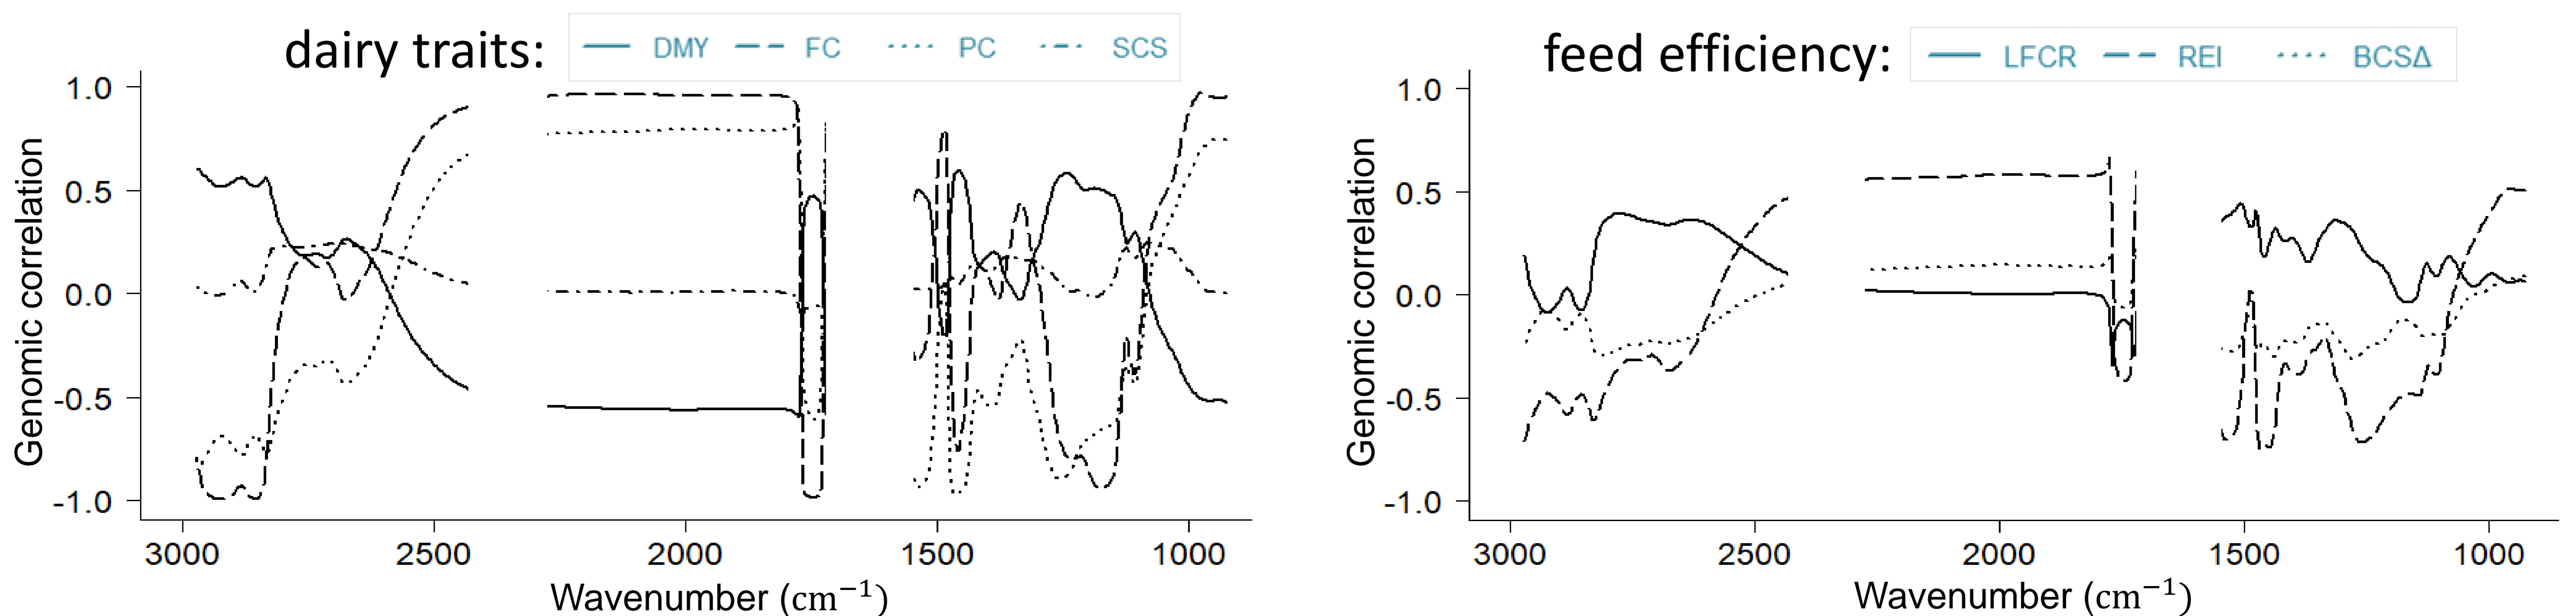 dairy traits: DMY FC PC SCS
Genomic correlation
1.0
0.5
0.0
-0.5
-1.0
3000 2500 2000 1500 1000
Wavenumber (cm⁻¹)
feed efficiency: LFCR REI BCSΔ
Genomic correlation
1.0
0.5
0.0
-0.5
-1.0
3000 2500 2000 1500 1000
Wavenumber (cm⁻¹)